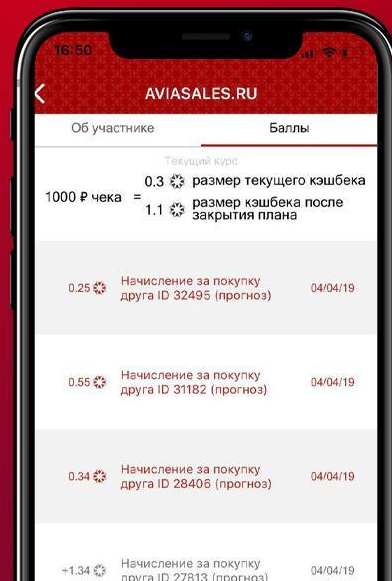 16:50
AVIASALES.RU
Об участнике
Баллы
Текущий курс
1000 ₽ чека =
0.3 размер текущего кэшбека
1.1 размер кэшбека после
закрытия плана
0.25 Начисление за покупку
друга ID 32495 (прогноз)
04/04/19
0.55 Начисление за покупку
друга ID 31182 (прогноз)
04/04/19
0.34 Начисление за покупку
друга ID 28406 (прогноз)
04/04/19
+1.34 Начисление за покупку
друга ID 27813 (прогноз)
04/04/19